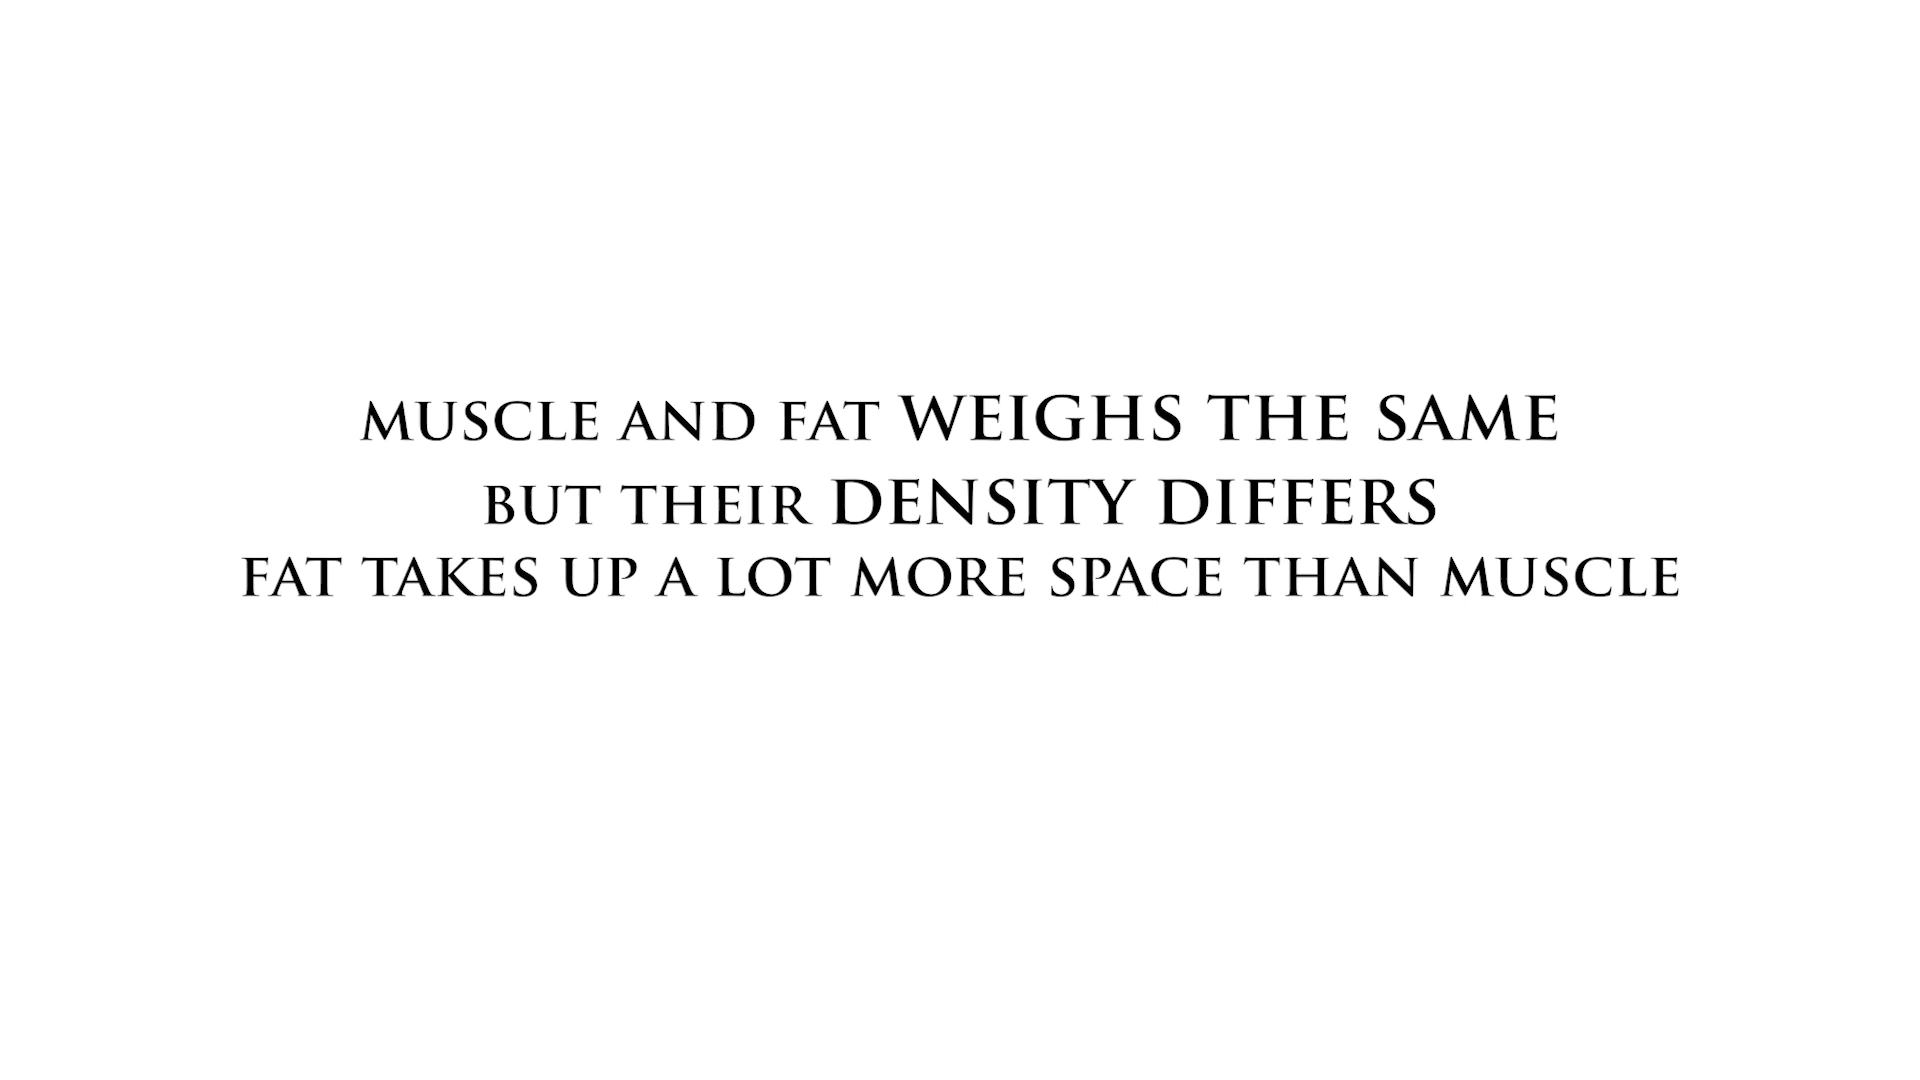 MUSCLE AND FAT WEIGHS THE SAME
BUT THEIR DENSITY DIFFERS
FAT TAKES UP A LOT MORE SPACE THAN MUSCLE